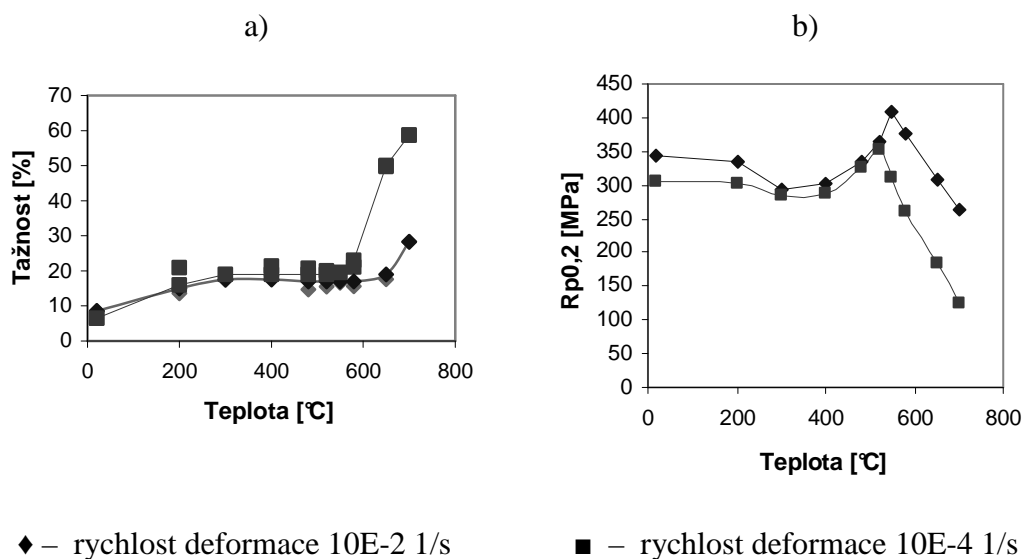 a)
b)
Tažnost [%]
70
60
50
40
30
20
10
0
0 200 400 600 800
Teplota [°C]
Rp0,2 [MPa]
450
400
350
300
250
200
150
100
50
0
0 200 400 600 800
Teplota [°C]
♦ – rychlost deformace 10E-2 1/s
■ – rychlost deformace 10E-4 1/s